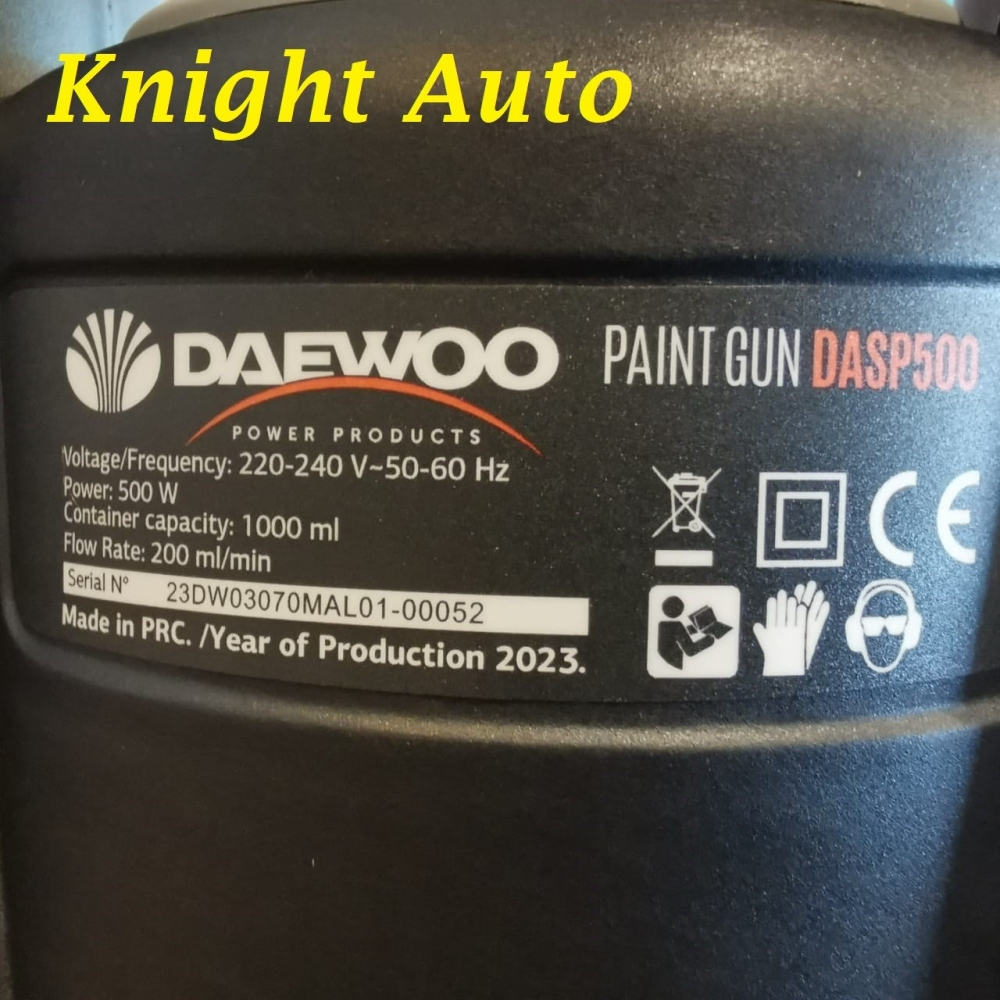 Knight Auto
DAEWOO
POWER PRODUCTS
PAINT GUN DASP500
Voltage/Frequency: 220-240 V~50-60 Hz
Power: 500 W
Container capacity: 1000 ml
Flow Rate: 200 ml/min
Serial Nº 23DW03070MAL01-00052
Made in PRC. /Year of Production 2023.
CE